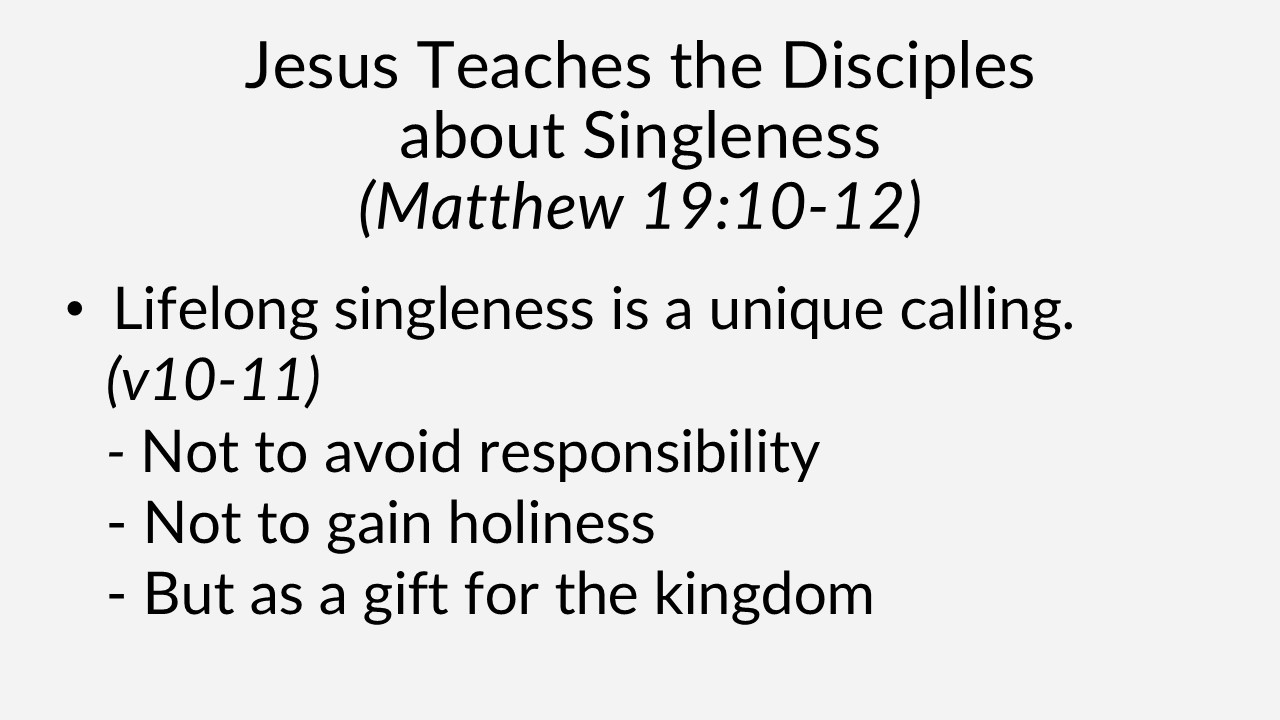 Jesus Teaches the Disciples
about Singleness
(Matthew 19:10-12)
• Lifelong singleness is a unique calling.
(v10-11)
- Not to avoid responsibility
- Not to gain holiness
- But as a gift for the kingdom